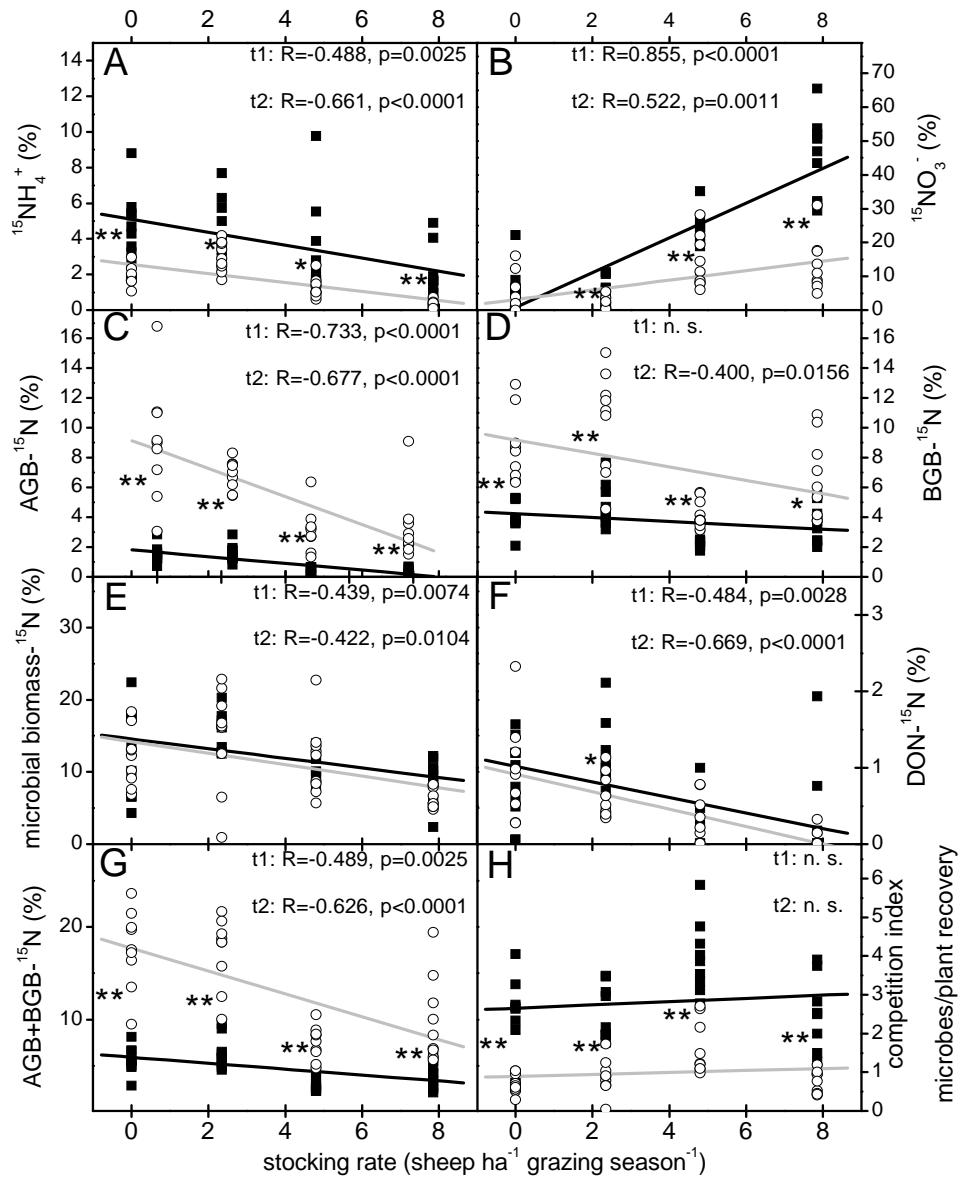 0 2 4 6 8 0 2 4 6 8
A
t1: R=-0.488, p=0.0025
t2: R=-0.661, p<0.0001
14
12
10
8
6
4
2
0
¹⁵NH₄⁺ (%)
**
*
*
**
B
t1: R=0.855, p<0.0001
t2: R=0.522, p=0.0011
70
60
50
40
30
20
10
0
¹⁵NO₃⁻ (%)
**
**
**
C
t1: R=-0.733, p<0.0001
t2: R=-0.677, p<0.0001
16
14
12
10
8
6
4
2
0
AGB-¹⁵N (%)
**
**
**
**
D
t1: n. s.
t2: R=-0.400, p=0.0156
16
14
12
10
8
6
4
2
0
BGB-¹⁵N (%)
**
**
**
*
E
t1: R=-0.439, p=0.0074
t2: R=-0.422, p=0.0104
30
20
10
0
microbial biomass-¹⁵N (%)
F
t1: R=-0.484, p=0.0028
t2: R=-0.669, p<0.0001
3
2
1
0
DON-¹⁵N (%)
*
G
t1: R=-0.489, p=0.0025
t2: R=-0.626, p<0.0001
20
10
AGB+BGB-¹⁵N (%)
**
**
**
**
H
t1: n. s.
t2: n. s.
6
5
4
3
2
1
0
competition index
microbes/plant recovery
**
**
**
**
0 2 4 6 8 0 2 4 6 8
stocking rate (sheep ha⁻¹ grazing season⁻¹)